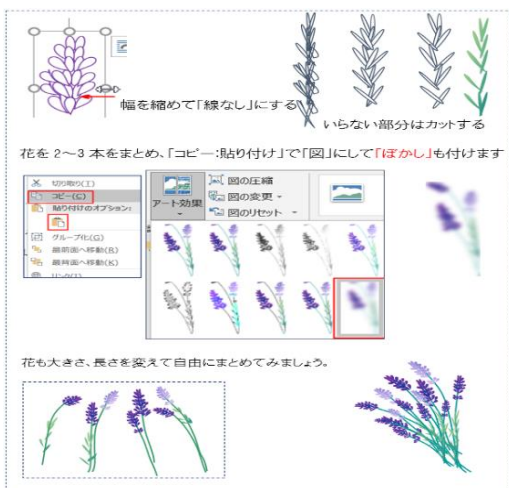 幅を縮めて「線なし」にする
いらない部分はカットする
花を2～3本をまとめ、「コピー:貼り付け」で「図」にして「ぼかし」も付けます
切り取り(T)
コピー(C)
貼り付けのオプション:
グループ化(G)
最前面へ移動(R)
最背面へ移動(K)
リンク(I)
アート効果
図の圧縮
図の変更
図のリセット
花も大きさ、長さを変えて自由にまとめてみましょう。